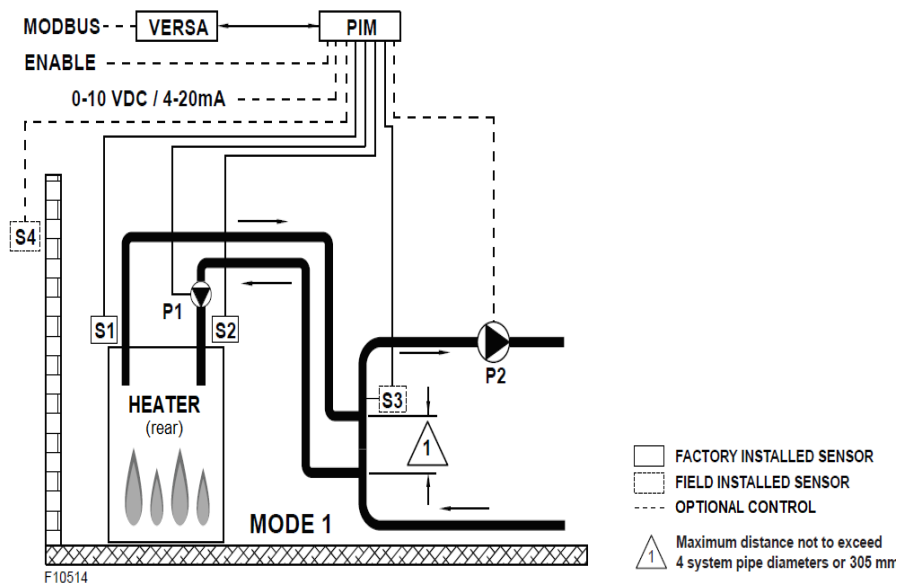 MODBUS VERSA PIM
ENABLE
0-10 VDC / 4-20mA
S4
P1
S1 S2
P2
HEATER
(rear)
S3
1
MODE 1
FACTORY INSTALLED SENSOR
FIELD INSTALLED SENSOR
OPTIONAL CONTROL
1 Maximum distance not to exceed
4 system pipe diameters or 305 mm
F10514